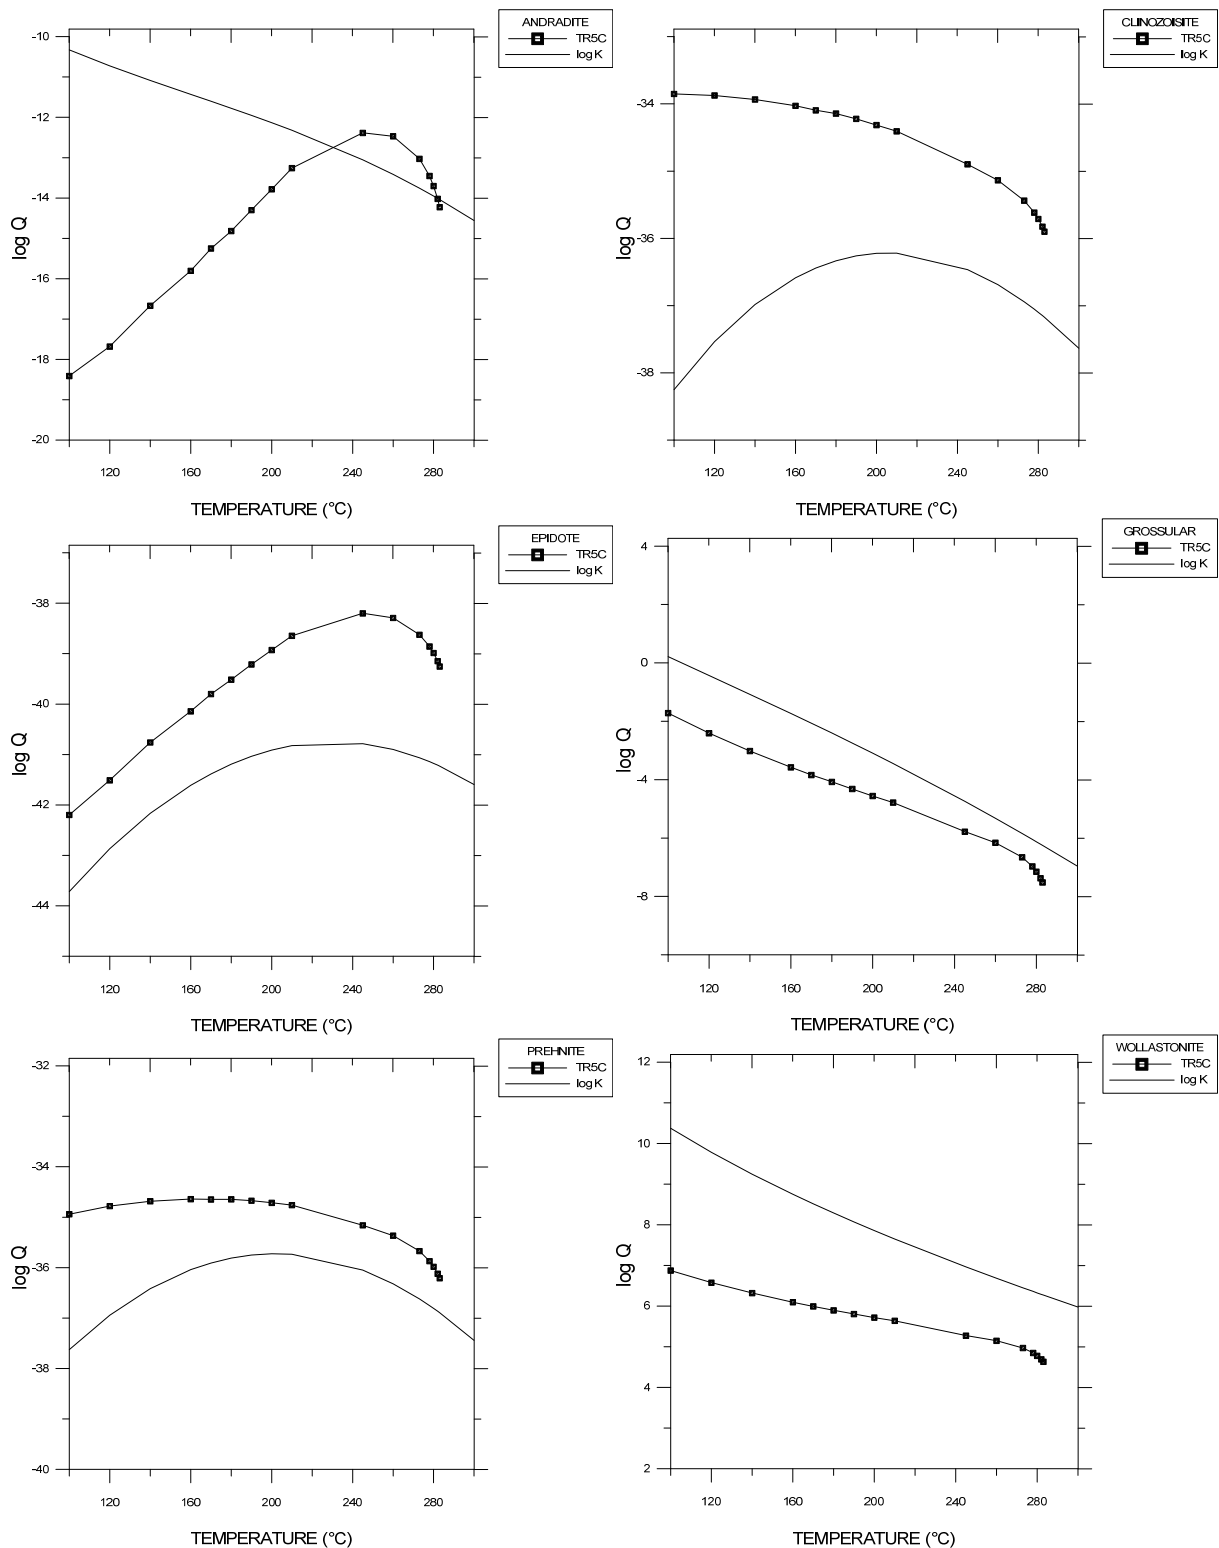 ANDRADITE
TR5C
log K
-10
-12
-14
-16
-18
-20
log Q
120 160 200 240 280
TEMPERATURE (°C)
CLINOZOISITE
TR5C
log K
-34
-36
-38
log Q
120 160 200 240 280
TEMPERATURE (°C)
EPIDOTE
TR5C
log K
-38
-40
-42
-44
log Q
120 160 200 240 280
TEMPERATURE (°C)
GROSSULAR
TR5C
log K
4
0
-4
-8
log Q
120 160 200 240 280
TEMPERATURE (°C)
PREHNITE
TR5C
log K
-32
-34
-36
-38
-40
log Q
120 160 200 240 280
TEMPERATURE (°C)
WOLLASTONITE
TR5C
log K
12
10
8
6
4
2
log Q
120 160 200 240 280
TEMPERATURE (°C)